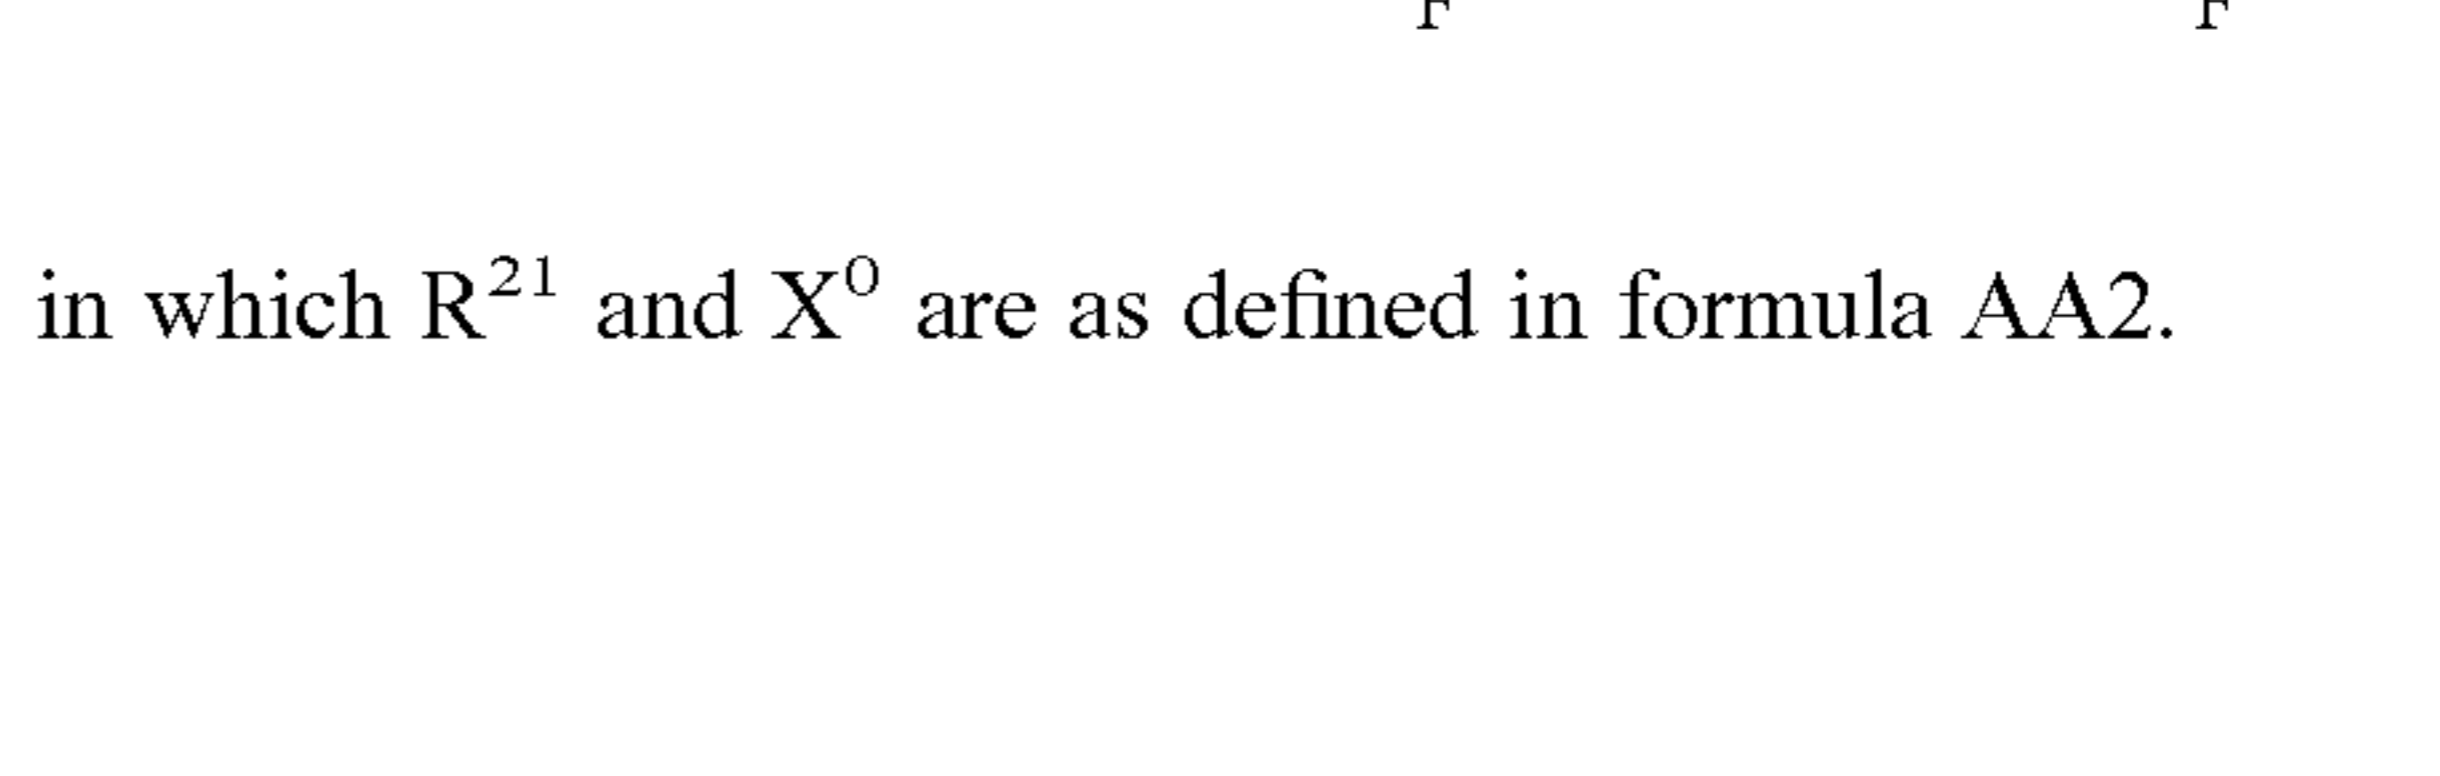 F F
in which R²¹ and X⁰ are as defined in formula AA2.